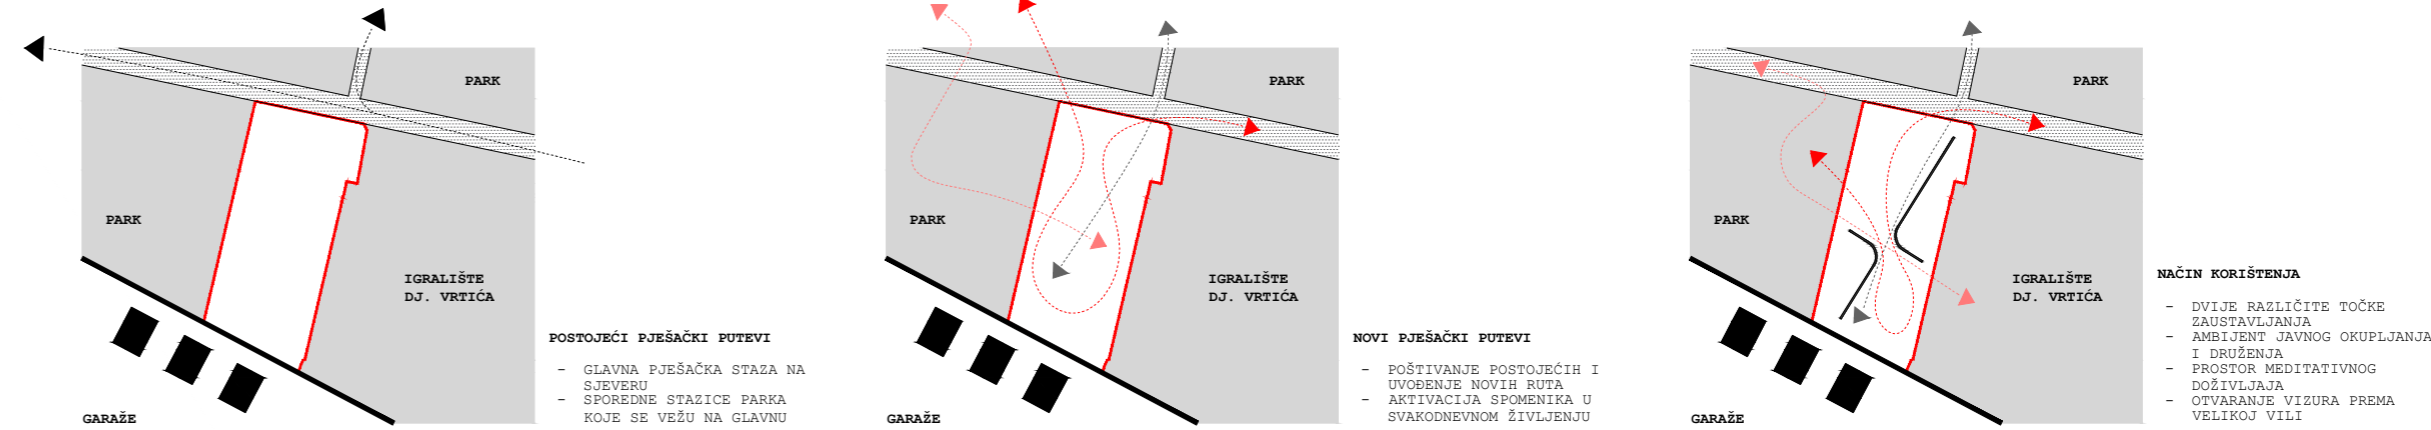 PARK
PARK
IGRALIŠTE
DJ. VRTIĆA
GARAŽE
POSTOJEĆI PJEŠAČKI PUTEVI
- GLAVNA PJEŠAČKA STAZA NA
SJEVERU
- SPOREDNE STAZICE PARKA
KOJE SE VEŽU NA GLAVNU
PARK
PARK
IGRALIŠTE
DJ. VRTIĆA
GARAŽE
NOVI PJEŠAČKI PUTEVI
- POŠTIVANJE POSTOJEĆIH I
UVOĐENJE NOVIH RUTA
- AKTIVACIJA SPOMENIKA U
SVAKODNEVNOM ŽIVLJENJU
PARK
PARK
IGRALIŠTE
DJ. VRTIĆA
GARAŽE
NAČIN KORIŠTENJA
- DVIJE RAZLIČITE TOČKE
ZAUSTAVLJANJA
- AMBIJENT JAVNOG OKUPLJANJA
I DRUŽENJA
- PROSTOR MEDITATIVNOG
DOŽIVLJAJA
- OTVARANJE VIZURA PREMA
VELIKOJ VILI